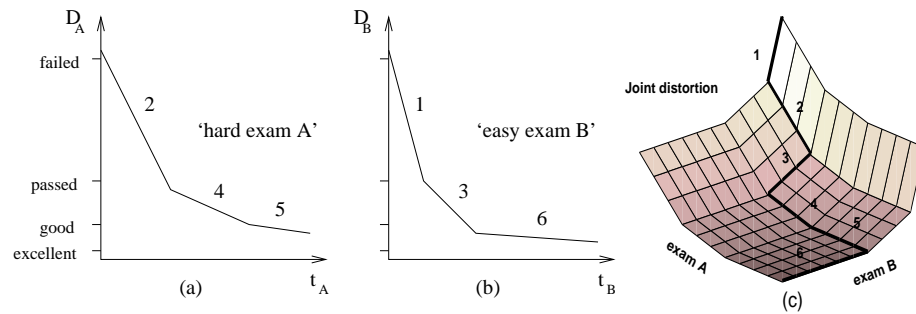 D_A
failed
passed
good
excellent
2
4
5
'hard exam A'
t_A
(a)
D_B
1
3
6
'easy exam B'
t_B
(b)
Joint distortion
1
2
3
4
5
6
exam A
exam B
(c)